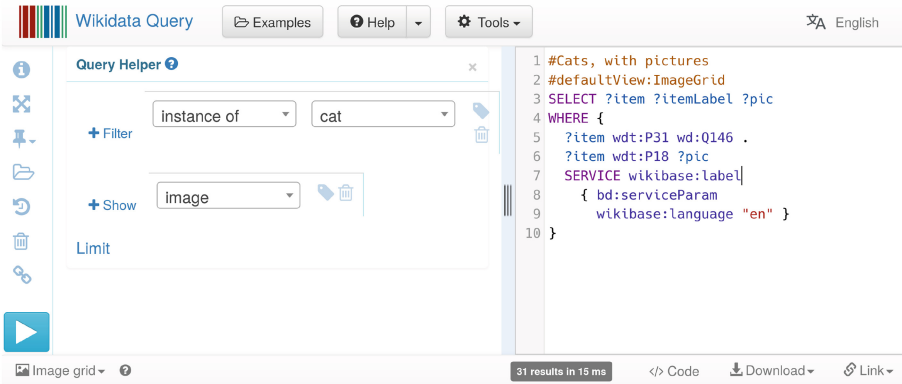 Wikidata Query
Examples
Help
Tools
English
Query Helper
Filter
instance of
cat
Show
image
Limit
1 #Cats, with pictures
2 #defaultView:ImageGrid
3 SELECT ?item ?itemLabel ?pic
4 WHERE {
5 ?item wdt:P31 wd:Q146 .
6 ?item wdt:P18 ?pic
7 SERVICE wikibase:label
8 { bd:serviceParam
9 wikibase:language "en" }
10 }
Image grid
31 results in 15 ms
</> Code
Download
Link